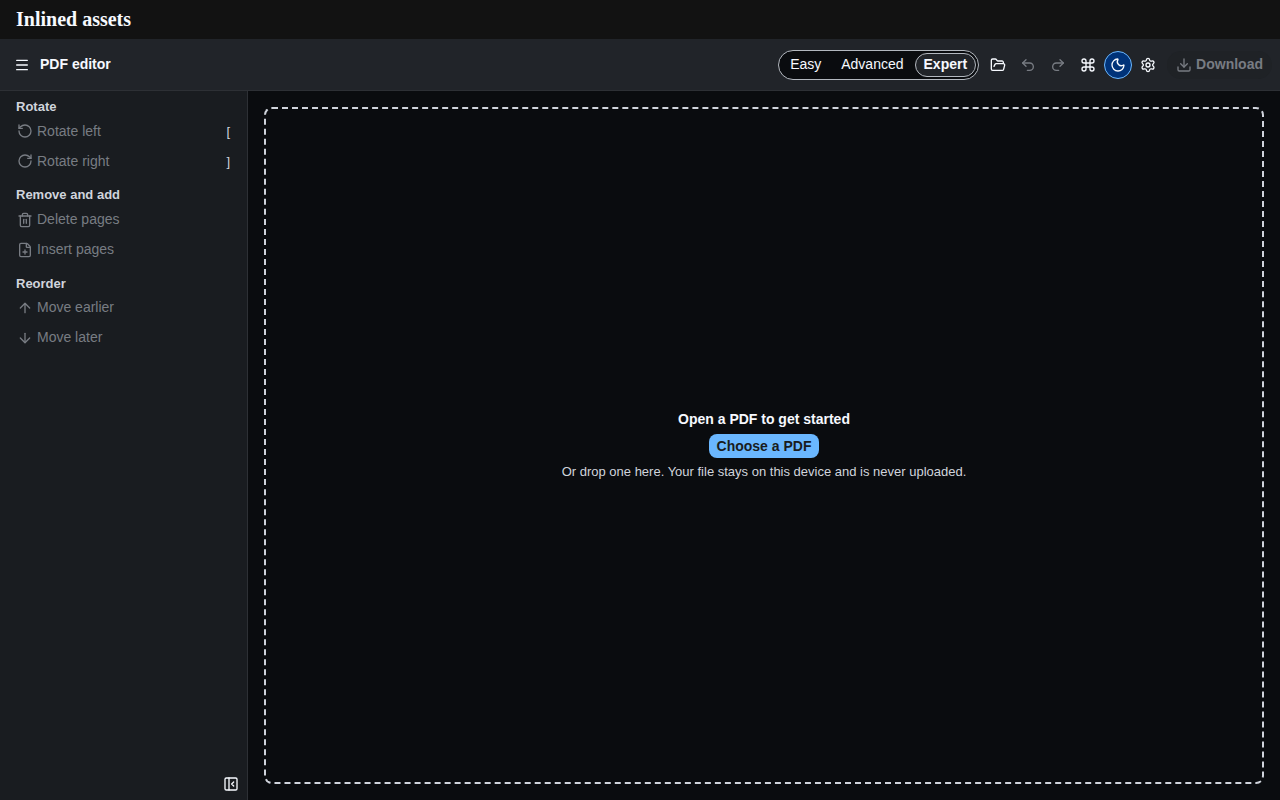 Inlined assets
PDF editor
Easy Advanced Expert
Download
Rotate
Rotate left [
Rotate right ]
Remove and add
Delete pages
Insert pages
Reorder
Move earlier
Move later
Open a PDF to get started
Choose a PDF
Or drop one here. Your file stays on this device and is never uploaded.